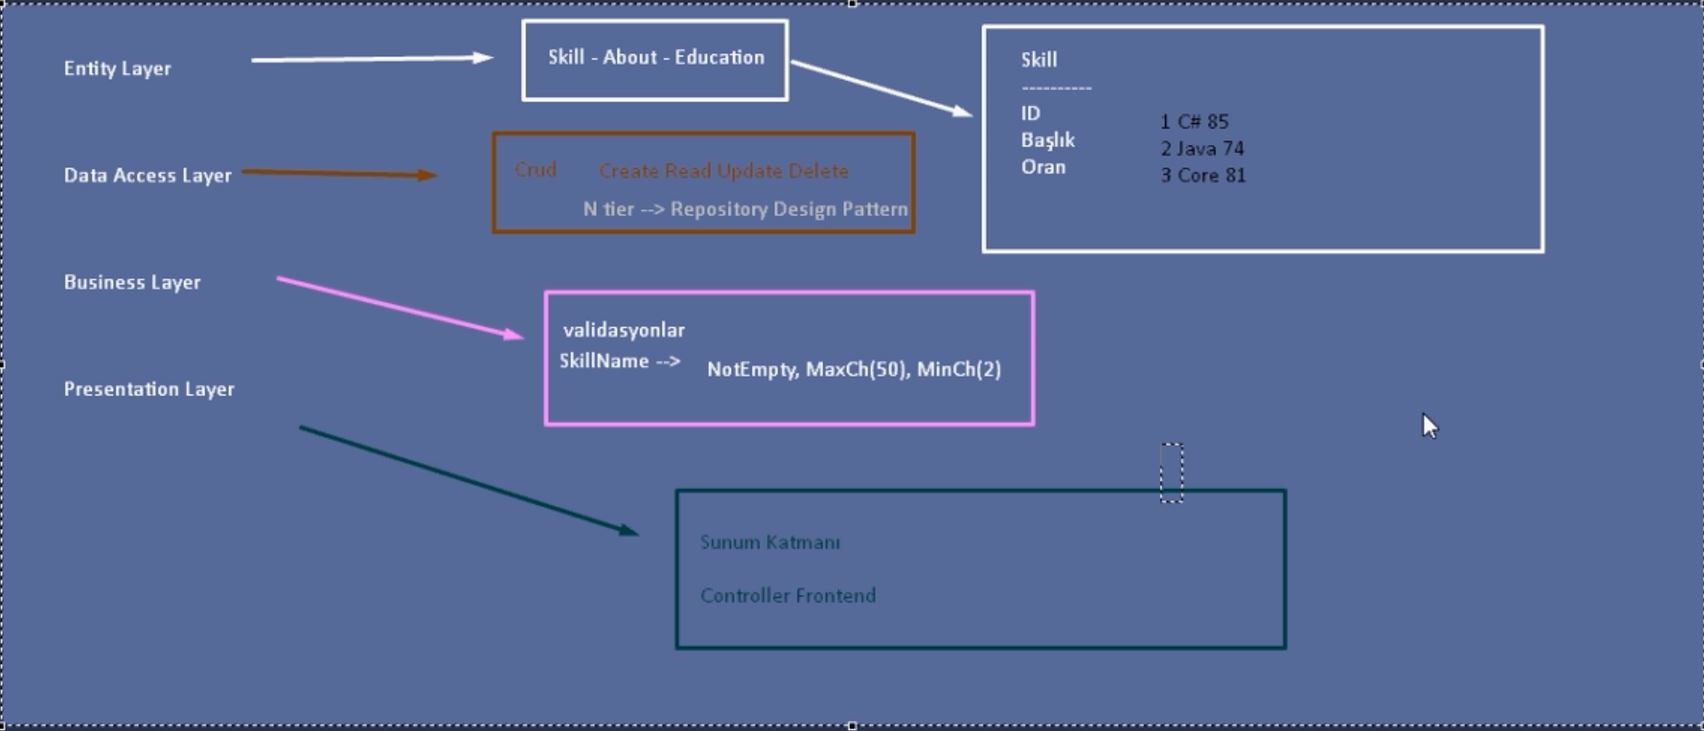 Entity Layer
Skill - About - Education
Skill
----------
ID
Başlık
Oran
1 C# 85
2 Java 74
3 Core 81
Data Access Layer
Crud Create Read Update Delete
N tier --> Repository Design Pattern
Business Layer
validasyonlar
SkillName --> NotEmpty, MaxCh(50), MinCh(2)
Presentation Layer
Sunum Katmanı
Controller Frontend